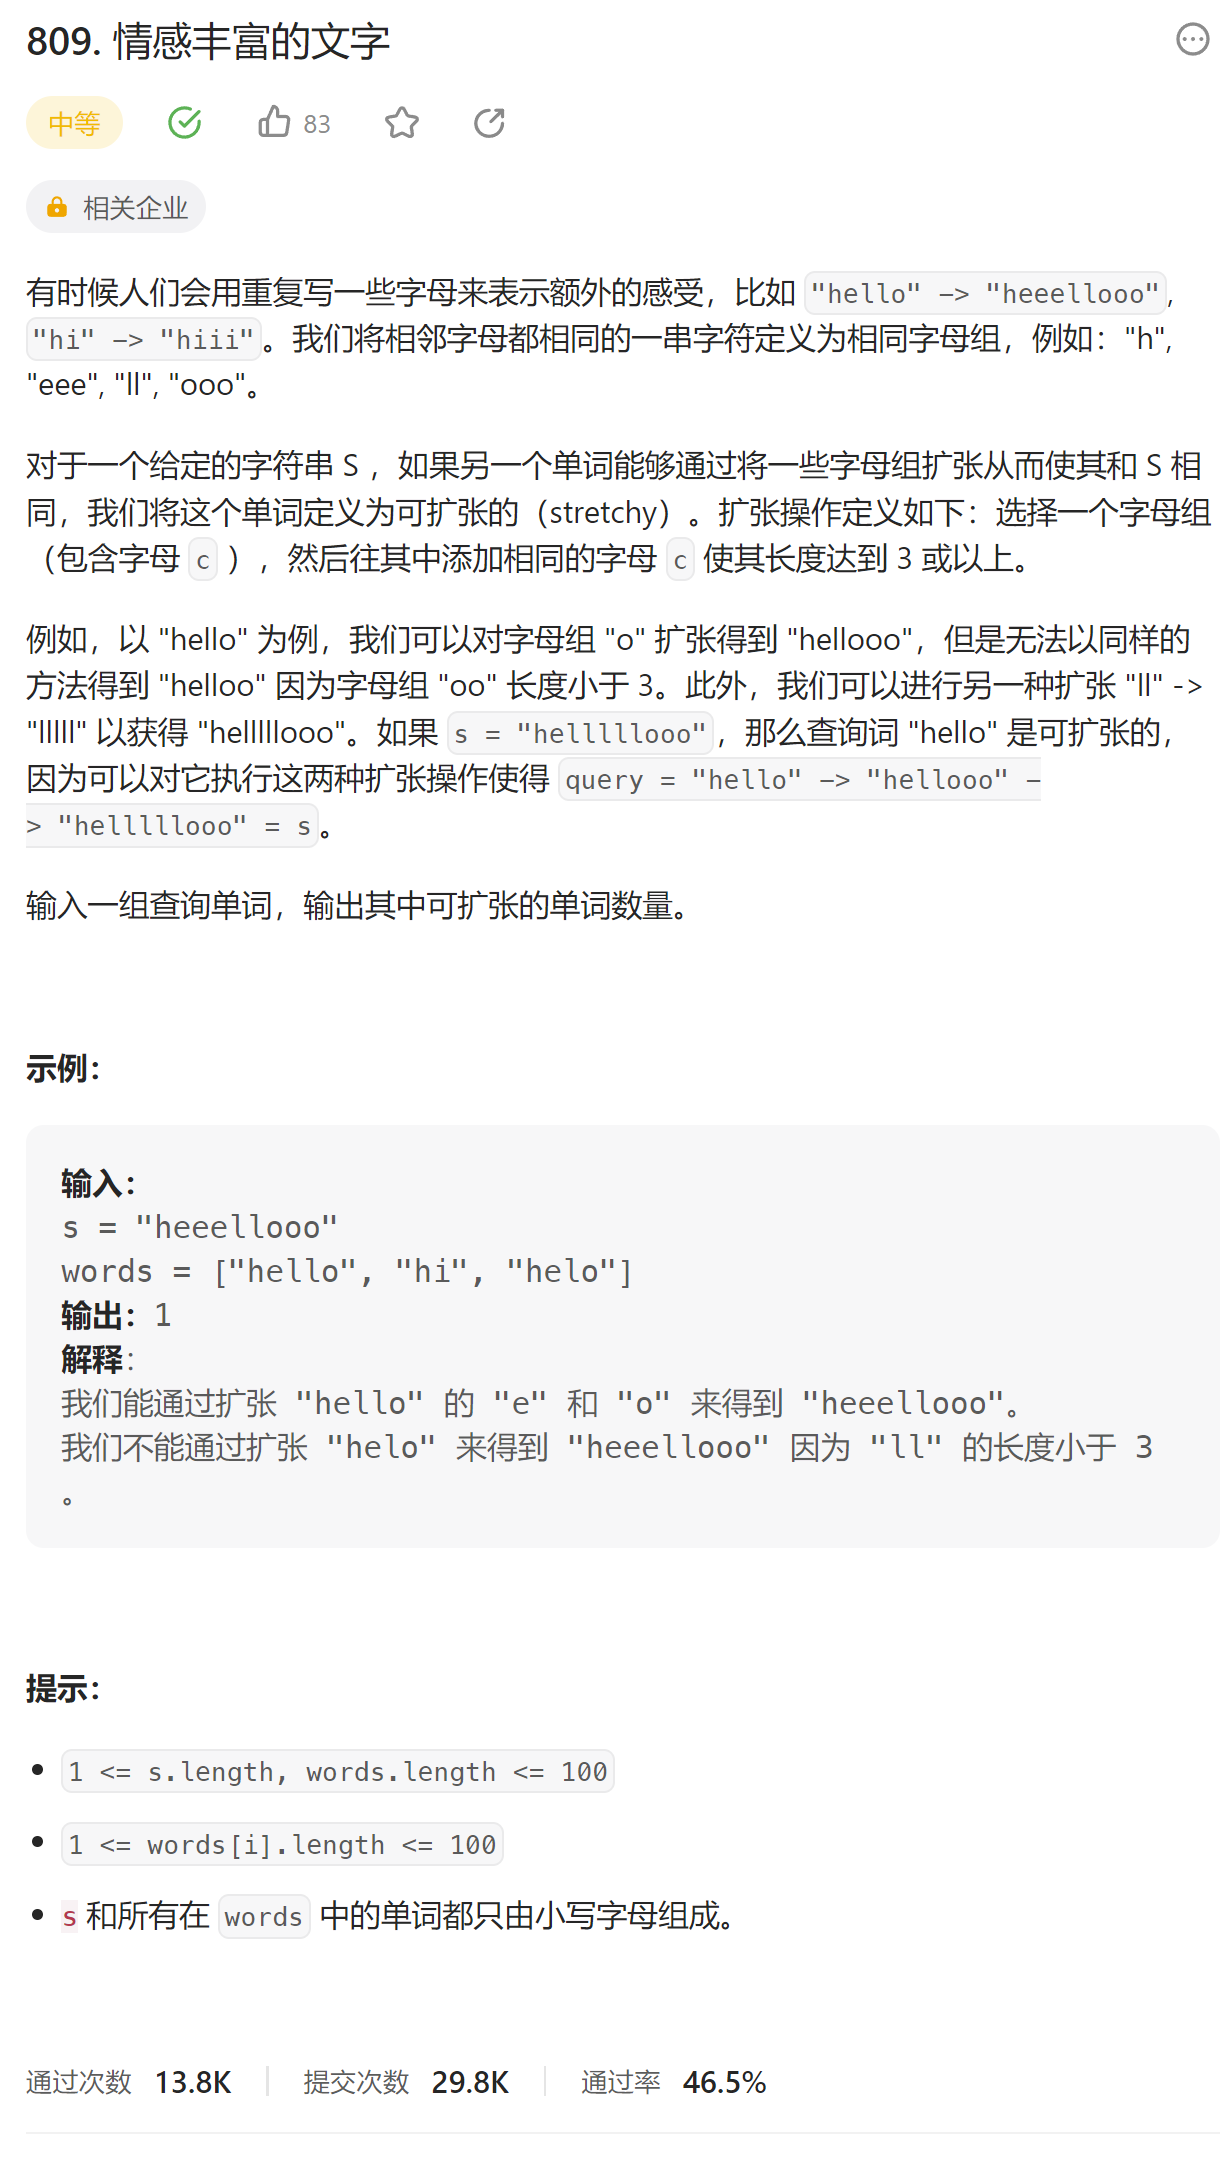 809. 情感丰富的文字
中等 83
相关企业
有时候人们会用重复写一些字母来表示额外的感受，比如 "hello" -> "heeellooo",
"hi" -> "hiii"。我们将相邻字母都相同的一串字符定义为相同字母组，例如："h",
"eee", "ll", "ooo"。
对于一个给定的字符串 S ，如果另一个单词能够通过将一些字母组扩张从而使其和 S 相
同，我们将这个单词定义为可扩张的（stretchy）。扩张操作定义如下：选择一个字母组
（包含字母 c ），然后往其中添加相同的字母 c 使其长度达到 3 或以上。
例如，以 "hello" 为例，我们可以对字母组 "o" 扩张得到 "hellooo"，但是无法以同样的
方法得到 "helloo" 因为字母组 "oo" 长度小于 3。此外，我们可以进行另一种扩张 "ll" ->
"lllll" 以获得 "helllllooo"。如果 s = "helllllooo"，那么查询词 "hello" 是可扩张的，
因为可以对它执行这两种扩张操作使得 query = "hello" -> "hellooo" -
> "helllllooo" = s。
输入一组查询单词，输出其中可扩张的单词数量。
示例：
输入：
s = "heeellooo"
words = ["hello", "hi", "helo"]
输出：1
解释：
我们能通过扩张 "hello" 的 "e" 和 "o" 来得到 "heeellooo"。
我们不能通过扩张 "helo" 来得到 "heeellooo" 因为 "ll" 的长度小于 3
。
提示：
1 <= s.length, words.length <= 100
1 <= words[i].length <= 100
s 和所有在 words 中的单词都只由小写字母组成。
通过次数 13.8K 提交次数 29.8K 通过率 46.5%